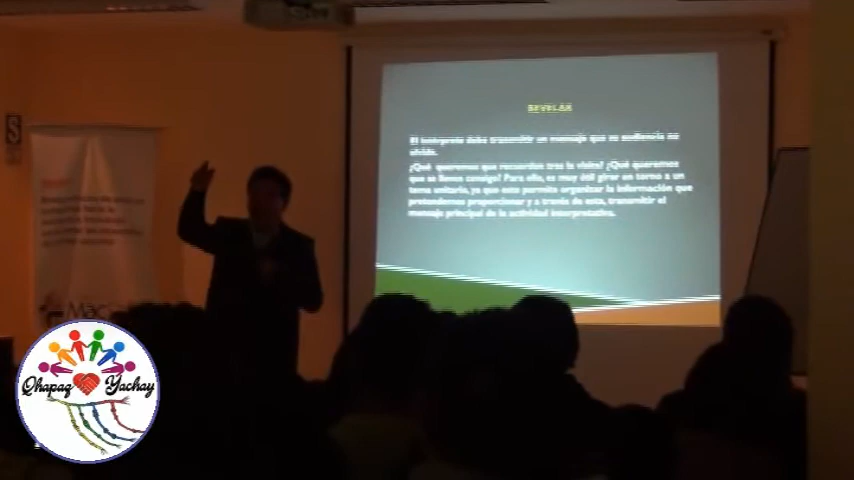 REVELAR
El intérprete debe transmitir un mensaje que su audiencia no
olvide.
¿Qué queremos que recuerden tras la visita? ¿Qué queremos
que se lleven consigo? Para ello, es muy útil girar en torno a un
tema unitario, ya que esto permite organizar la información que
pretendemos proporcionar y a través de esta, transmitir el
mensaje principal de la actividad interpretativa.
S
Mac
Qhapaq Yachay